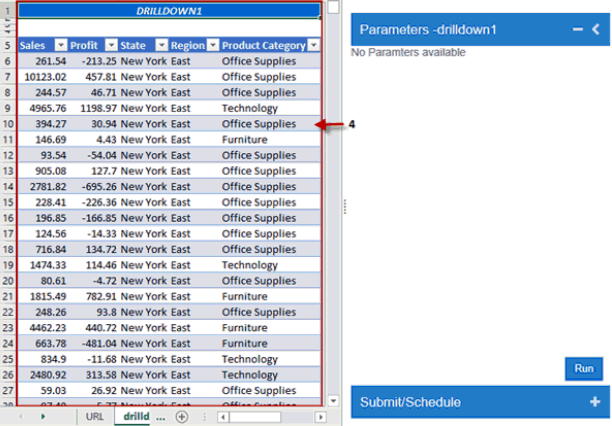 1 DRILLDOWN1
5 Sales Profit State Region Product Category
6 261.54 -213.25 New York East Office Supplies
7 10123.02 457.81 New York East Office Supplies
8 244.57 46.71 New York East Office Supplies
9 4965.76 1198.97 New York East Technology
10 394.27 30.94 New York East Office Supplies
11 146.69 4.43 New York East Furniture
12 93.54 -54.04 New York East Office Supplies
13 905.08 127.7 New York East Office Supplies
14 2781.82 -695.26 New York East Office Supplies
15 228.41 -226.36 New York East Office Supplies
16 196.85 -166.85 New York East Office Supplies
17 124.56 -14.33 New York East Office Supplies
18 716.84 134.72 New York East Office Supplies
19 1474.33 114.46 New York East Technology
20 80.61 -4.72 New York East Office Supplies
21 1815.49 782.91 New York East Furniture
22 248.26 93.8 New York East Office Supplies
23 4462.23 440.72 New York East Furniture
24 663.78 -481.04 New York East Furniture
25 834.9 -11.68 New York East Technology
26 2480.92 313.58 New York East Technology
27 59.03 26.92 New York East Office Supplies
URL drilld ...
4
Parameters -drilldown1
No Paramters available
Run
Submit/Schedule